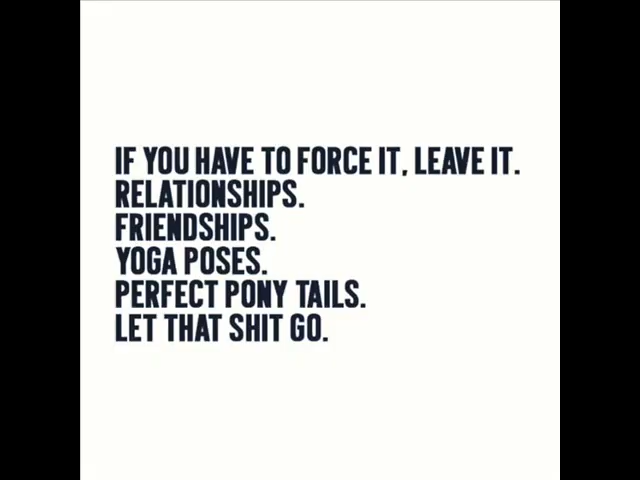 IF YOU HAVE TO FORCE IT, LEAVE IT.
RELATIONSHIPS.
FRIENDSHIPS.
YOGA POSES.
PERFECT PONY TAILS.
LET THAT SHIT GO.